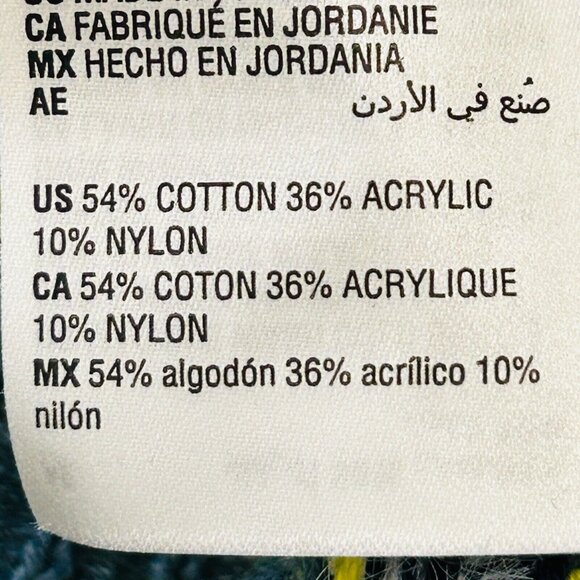 CA FABRIQUÉ EN JORDANIE
MX HECHO EN JORDANIA
AE صُنع في الأردن
US 54% COTTON 36% ACRYLIC
10% NYLON
CA 54% COTON 36% ACRYLIQUE
10% NYLON
MX 54% algodón 36% acrílico 10%
nilón